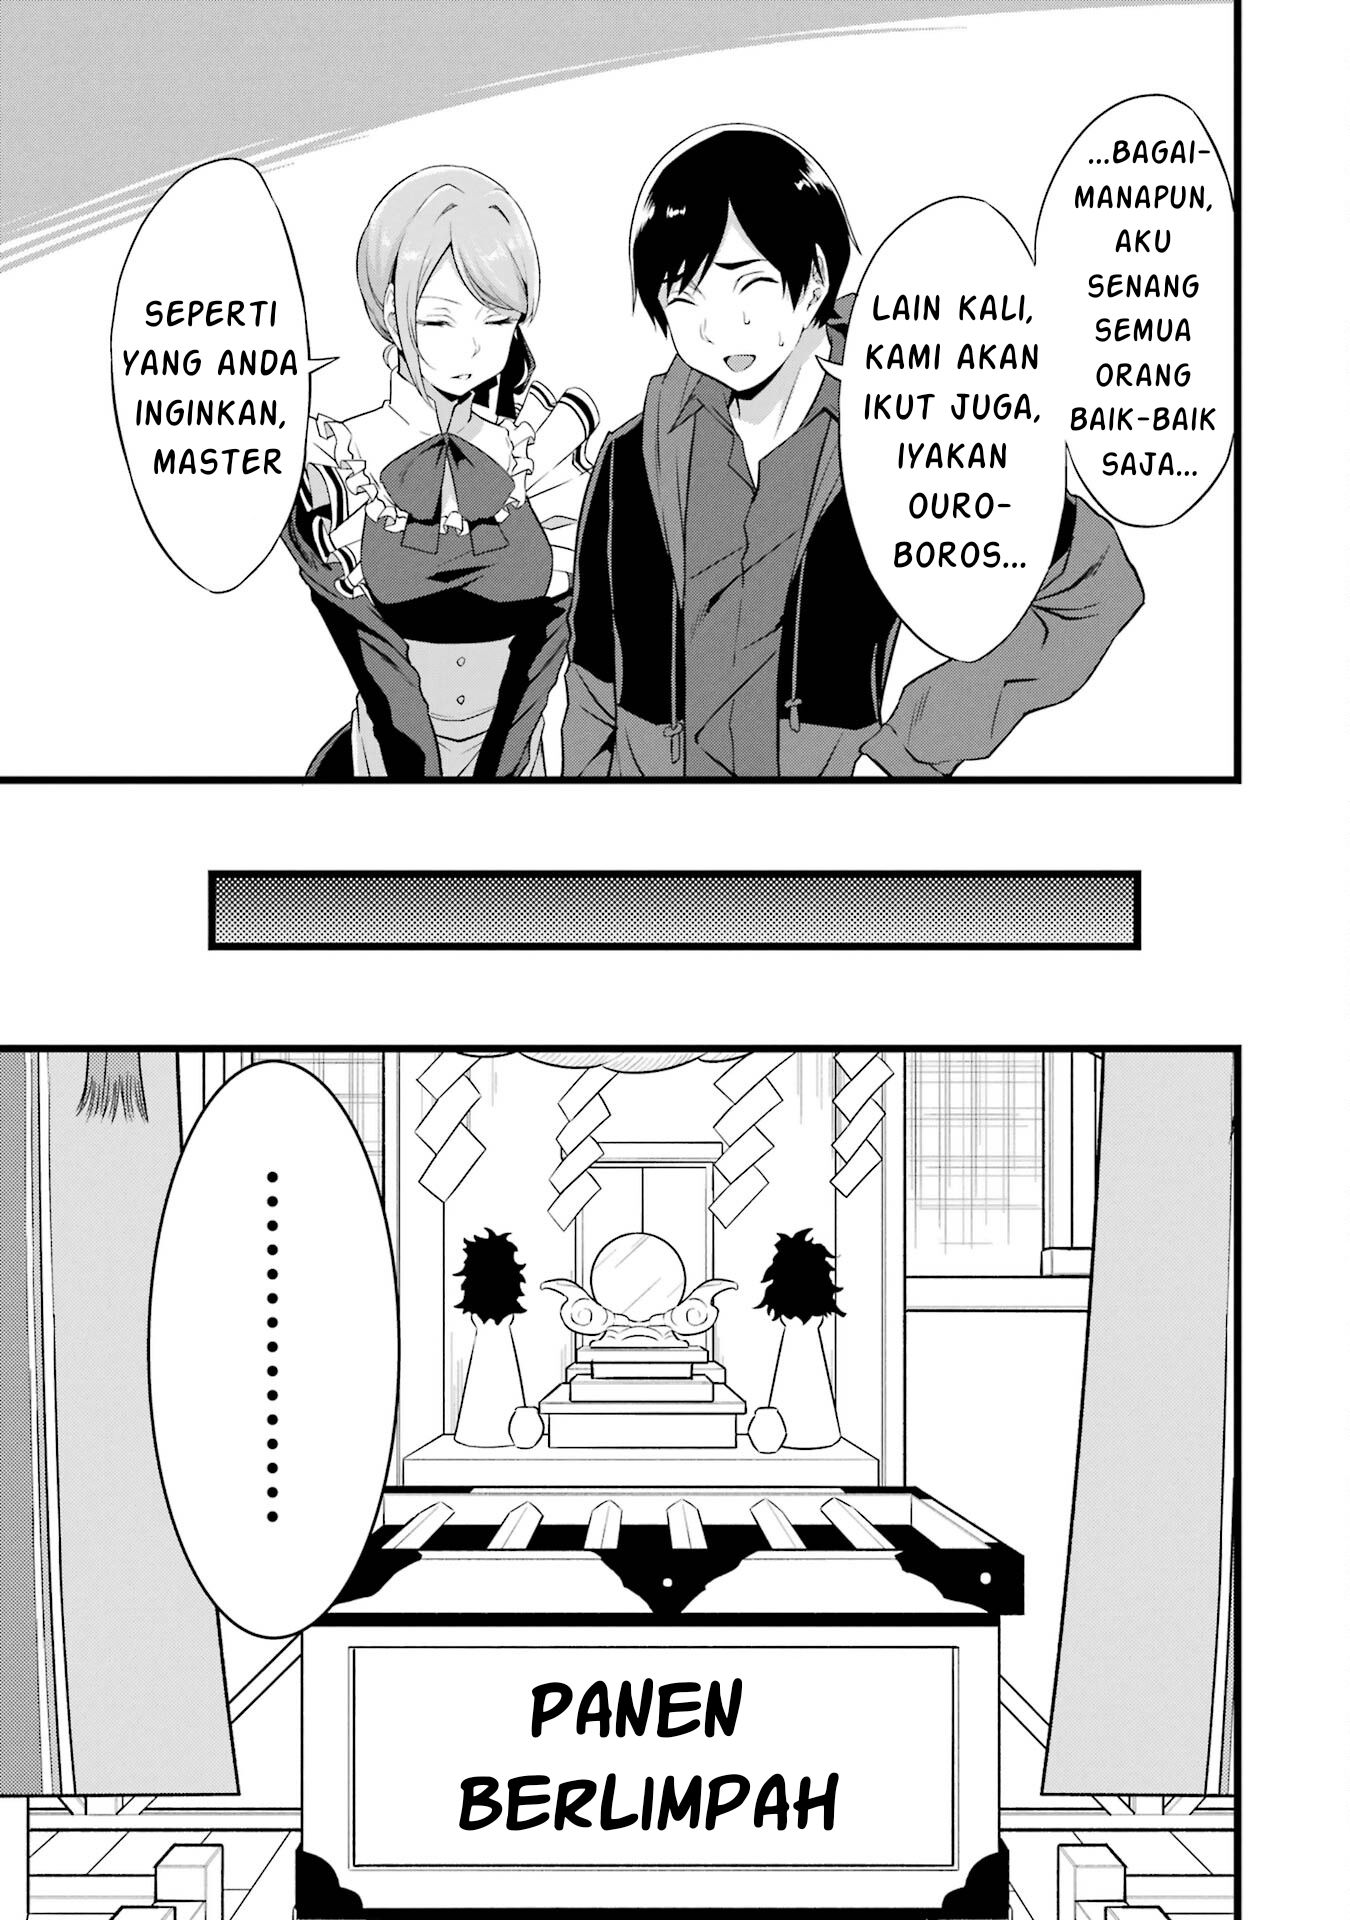 ...BAGAI-
MANAPUN,
AKU
SENANG
SEMUA
ORANG
BAIK-BAIK
SAJA...
LAIN KALI,
KAMI AKAN
IKUT JUGA,
IYAKAN
OURO-
BOROS...
SEPERTI
YANG ANDA
INGINKAN,
MASTER
...............
PANEN
BERLIMPAH